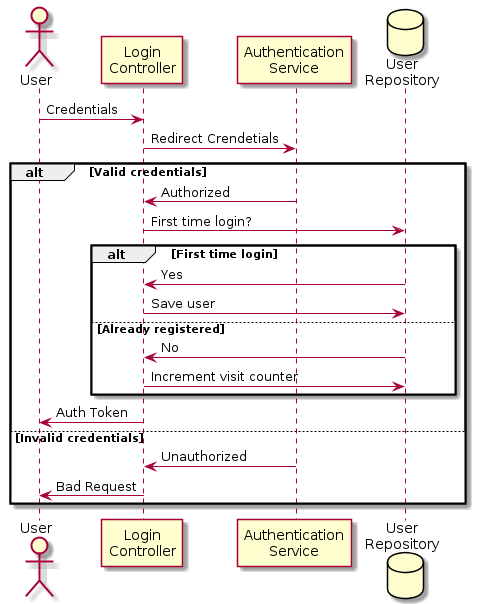 User
Login
Controller
Authentication
Service
User
Repository
Credentials
Redirect Crendetials
alt
[Valid credentials]
Authorized
First time login?
alt
[First time login]
Yes
Save user
[Already registered]
No
Increment visit counter
Auth Token
[Invalid credentials]
Unauthorized
Bad Request
User
Login
Controller
Authentication
Service
User
Repository